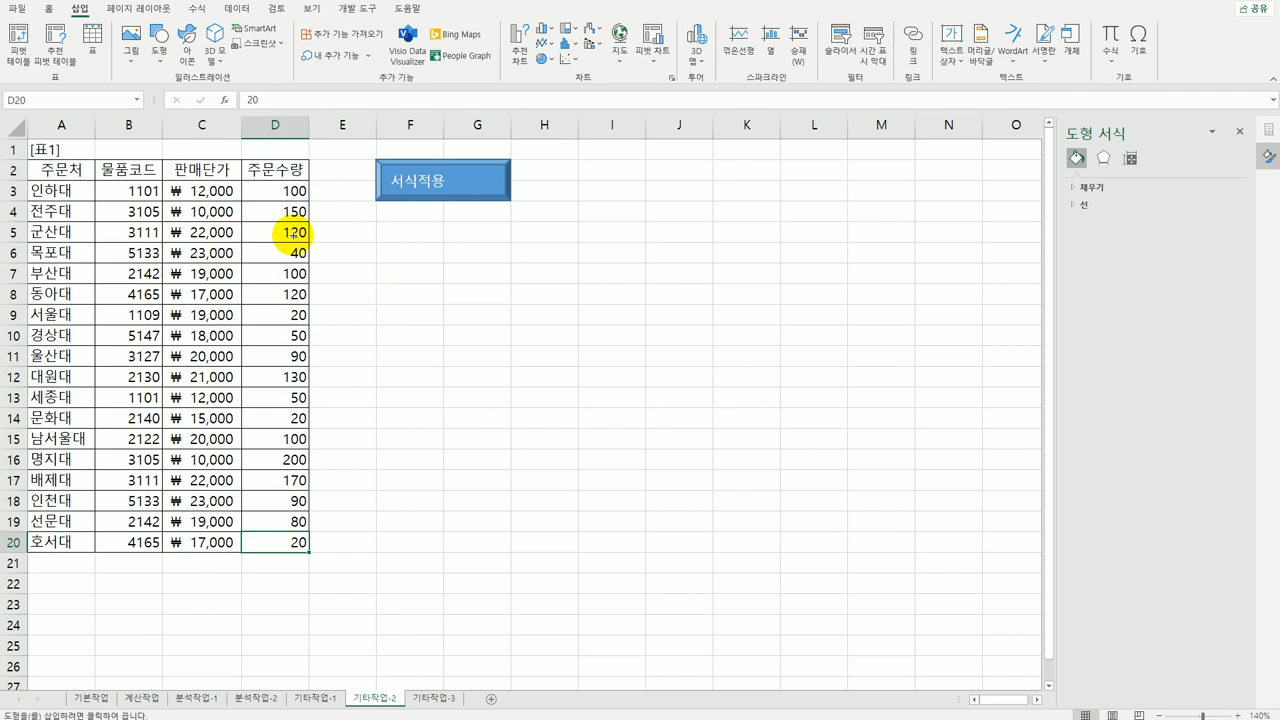 파일 홈 삽입 페이지 레이아웃 수식 데이터 검토 보기 개발 도구 도움말 공유
피벗 테이블 추천 피벗 테이블 표 그림 도형 아이콘 3D 모델 SmartArt 스크린샷 추가 기능 가져오기 내 추가 기능 Visio Data Visualizer Bing Maps People Graph 추천 차트 지도 피벗 차트 3D 맵 꺾은선형 열 승패 (W) 슬라이서 시간 표시 막대 링크 텍스트 상자 머리글/바닥글 WordArt 서명란 개체 수식 기호
표 일러스트레이션 추가 기능 차트 투어 스파크라인 필터 링크 텍스트 기호
D20 fx 20
A B C D E F G H I J K L M N O
1 [표1]
2 주문처 물품코드 판매단가 주문수량
3 인하대 1101 ₩ 12,000 100
4 전주대 3105 ₩ 10,000 150
5 군산대 3111 ₩ 22,000 120
6 목포대 5133 ₩ 23,000 40
7 부산대 2142 ₩ 19,000 100
8 동아대 4165 ₩ 17,000 120
9 서울대 1109 ₩ 19,000 20
10 경상대 5147 ₩ 18,000 50
11 울산대 3127 ₩ 20,000 90
12 대원대 2130 ₩ 21,000 130
13 세종대 1101 ₩ 12,000 50
14 문화대 2140 ₩ 15,000 20
15 남서울대 2122 ₩ 20,000 100
16 명지대 3105 ₩ 10,000 200
17 배제대 3111 ₩ 22,000 170
18 인천대 5133 ₩ 23,000 90
19 선문대 2142 ₩ 19,000 80
20 호서대 4165 ₩ 17,000 20
21
22
23
24
25
26
27
서식적용
도형 서식
채우기
선
기본작업 계산작업 분석작업-1 분석작업-2 기타작업-1 기타작업-2 기타작업-3
도형을(를) 삽입하려면 클릭하여 끕니다. 140%